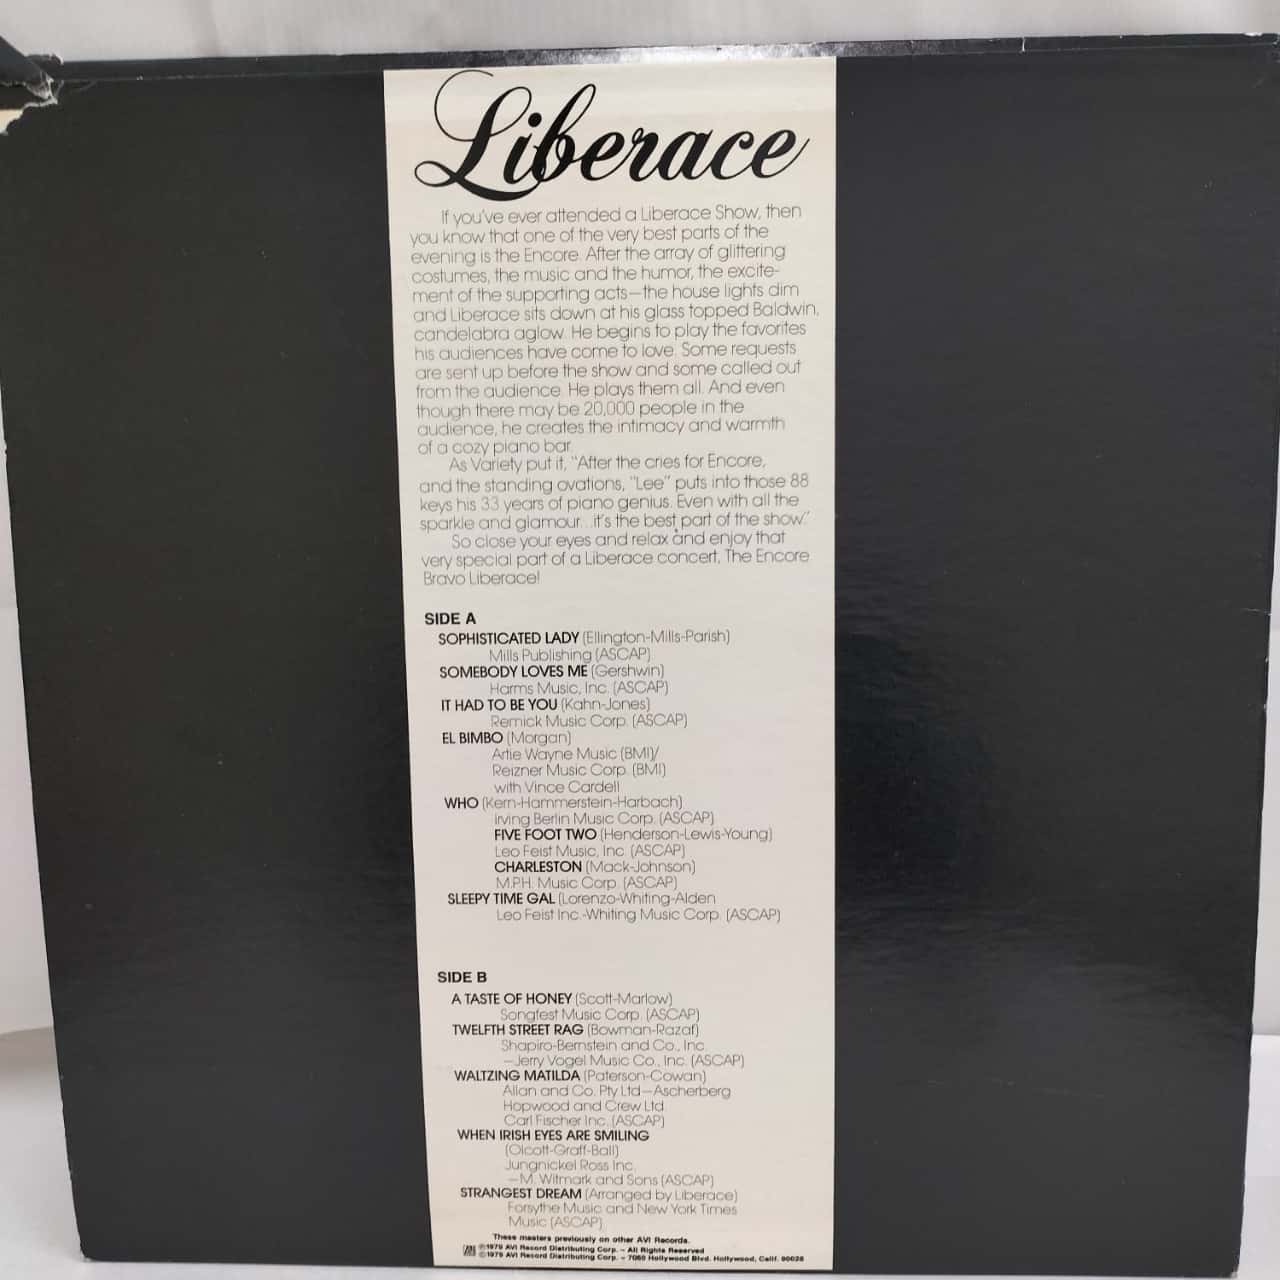 Liberace
If you've ever attended a Liberace Show, then
you know that one of the very best parts of the
evening is the Encore. After the array of glittering
costumes, the music and the humor, the excite-
ment of the supporting acts—the house lights dim
and Liberace sits down at his glass topped Baldwin,
candelabra aglow. He begins to play the favorites
his audiences have come to love. Some requests
are sent up before the show and some called out
from the audience. He plays them all. And even
though there may be 20,000 people in the
audience, he creates the intimacy and warmth
of a cozy piano bar.
As Variety put it, "After the cries for Encore,
and the standing ovations, "Lee" puts into those 88
keys his 33 years of piano genius. Even with all the
sparkle and glamour...it's the best part of the show."
So close your eyes and relax and enjoy that
very special part of a Liberace concert, The Encore
Bravo Liberace!
SIDE A
SOPHISTICATED LADY (Ellington-Mills-Parish)
Mills Publishing (ASCAP)
SOMEBODY LOVES ME (Gershwin)
Harms Music, Inc. (ASCAP)
IT HAD TO BE YOU (Kahn-Jones)
Remick Music Corp. (ASCAP)
EL BIMBO (Morgan)
Artie Wayne Music (BMI)/
Reizner Music Corp. (BMI)
with Vince Cardell
WHO (Kern-Hammerstein-Harbach)
Irving Berlin Music Corp. (ASCAP)
FIVE FOOT TWO (Henderson-Lewis-Young)
Leo Feist Music, Inc. (ASCAP)
CHARLESTON (Mack-Johnson)
M.P.H. Music Corp. (ASCAP)
SLEEPY TIME GAL (Lorenzo-Whiting-Alden
Leo Feist Inc.-Whiting Music Corp. (ASCAP)
SIDE B
A TASTE OF HONEY (Scott-Marlow)
Songfest Music Corp. (ASCAP)
TWELFTH STREET RAG (Bowman-Razaf)
Shapiro-Bernstein and Co., Inc.
—Jerry Vogel Music Co., Inc. (ASCAP)
WALTZING MATILDA (Paterson-Cowan)
Allan and Co. Pty Ltd—Ascherberg
Hopwood and Crew Ltd.
Carl Fischer Inc. (ASCAP)
WHEN IRISH EYES ARE SMILING
(Olcott-Graff-Ball)
Jungnickel Ross Inc.
—M. Witmark and Sons (ASCAP)
STRANGEST DREAM (Arranged by Liberace)
Forsythe Music and New York Times
Music (ASCAP)
These masters previously on other AVI Records.
℗1979 AVI Record Distributing Corp. – All Rights Reserved
©1979 AVI Record Distributing Corp. – 7060 Hollywood Blvd. Hollywood, Calif. 90028